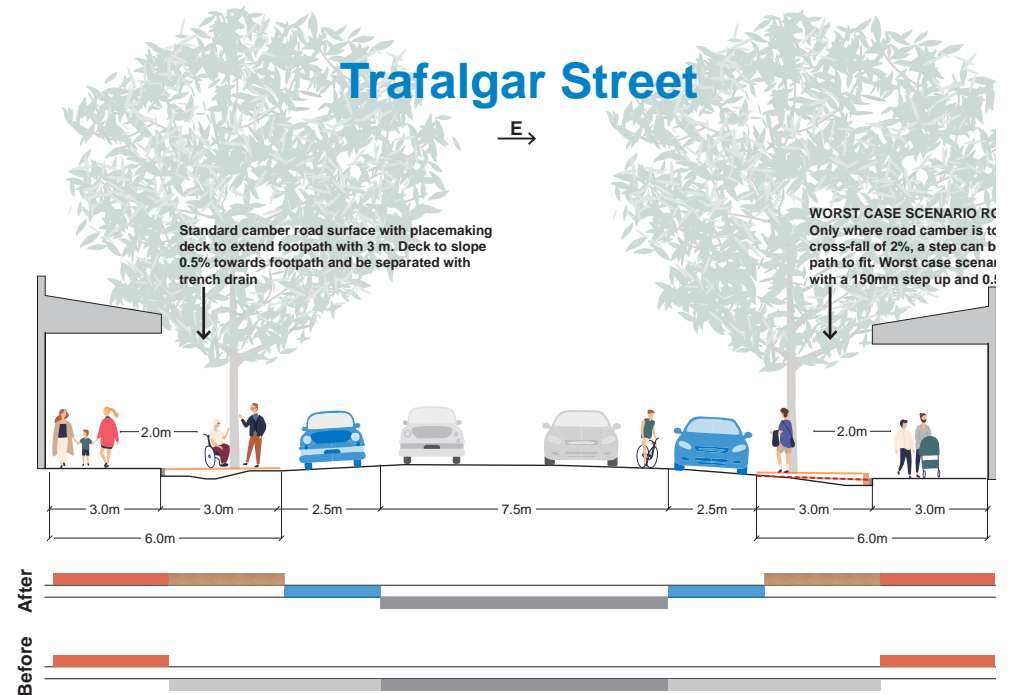 Trafalgar Street
E
Standard camber road surface with placemaking
deck to extend footpath with 3 m. Deck to slope
0.5% towards footpath and be separated with
trench drain
WORST CASE SCENARIO
Only where road camber is
cross-fall of 2%, a step can
path to fit. Worst case
with a 150mm step up and
2.0m
2.0m
3.0m
3.0m
2.5m
7.5m
2.5m
3.0m
3.0m
6.0m
6.0m
After
Before